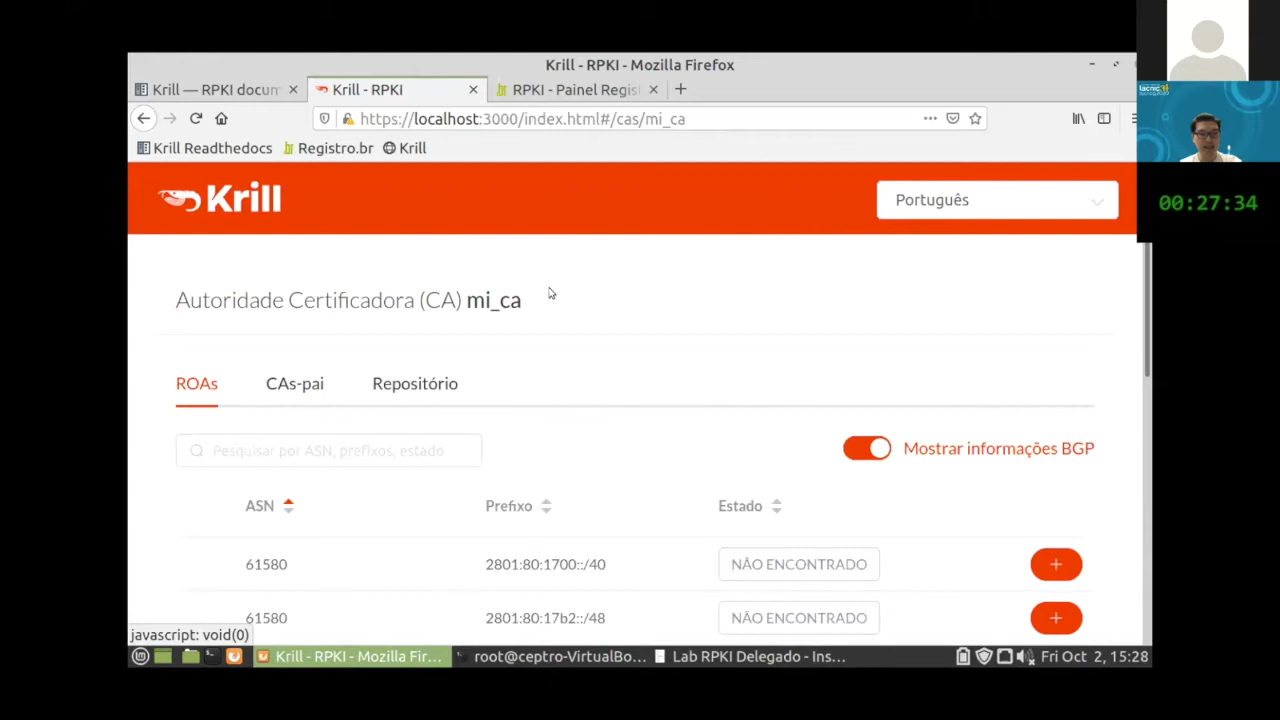 Krill - RPKI - Mozilla Firefox
Krill — RPKI docum
Krill - RPKI
RPKI - Painel Regist
https://localhost:3000/index.html#/cas/mi_ca
Krill Readthedocs
Registro.br
Krill
Krill
Português
00:27:34
Autoridade Certificadora (CA) mi_ca
ROAs
CAs-pai
Repositório
Pesquisar por ASN, prefixos, estado
Mostrar informações BGP
ASN
Prefixo
Estado
61580
2801:80:1700::/40
NÃO ENCONTRADO
+
61580
2801:80:17b2::/48
NÃO ENCONTRADO
+
javascript: void(0)
Krill - RPKI - Mozilla Fir...
root@ceptro-VirtualBo...
Lab RPKI Delegado - Ins...
Fri Oct 2, 15:28